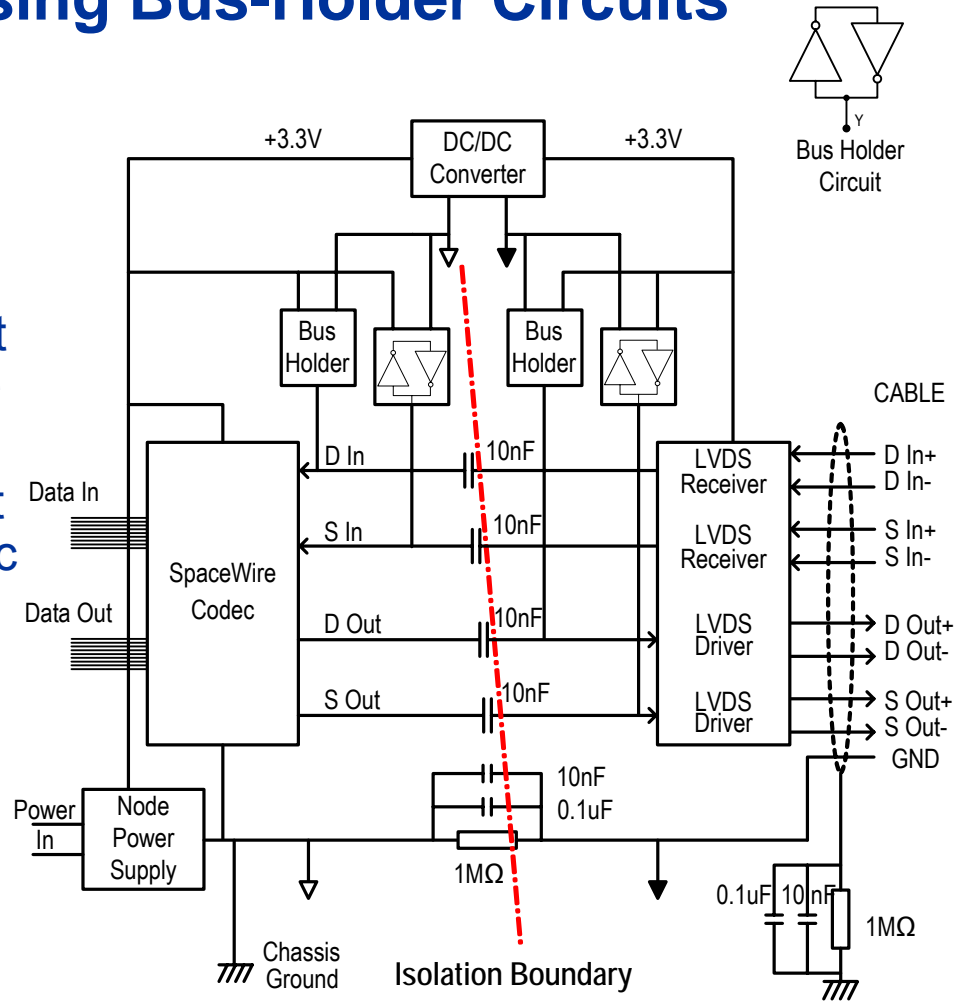 sing Bus-Holder Circuits
Y
Bus Holder
Circuit
+3.3V
DC/DC
Converter
+3.3V
t
Bus
Holder
Bus
Holder
CABLE
D In
10nF
LVDS
Receiver
D In+
D In-
Data In
c
S In
10nF
LVDS
Receiver
S In+
S In-
SpaceWire
Codec
Data Out
D Out
10nF
LVDS
Driver
D Out+
D Out-
S Out
10nF
LVDS
Driver
S Out+
S Out-
GND
10nF
0.1uF
1MΩ
Power
In
Node
Power
Supply
0.1uF
10 nF
1MΩ
Chassis
Ground
Isolation Boundary